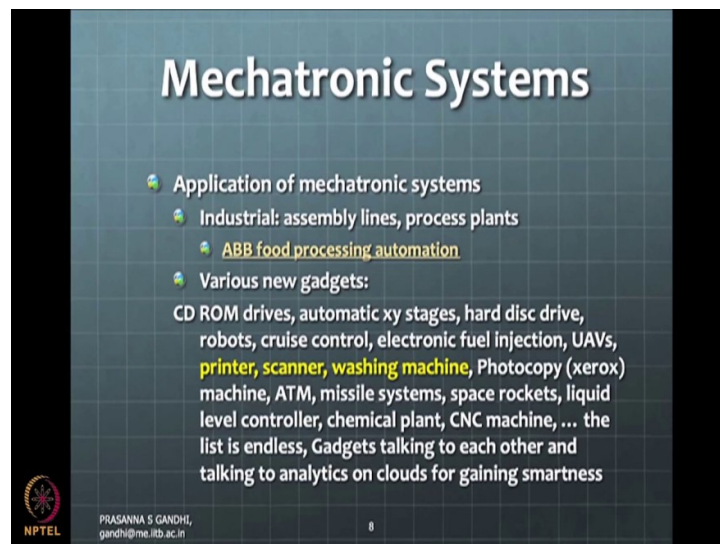 Mechatronic Systems
Application of mechatronic systems
Industrial: assembly lines, process plants
ABB food processing automation
Various new gadgets:
CD ROM drives, automatic xy stages, hard disc drive,
robots, cruise control, electronic fuel injection, UAVs,
printer, scanner, washing machine, Photocopy (xerox)
machine, ATM, missile systems, space rockets, liquid
level controller, chemical plant, CNC machine, ... the
list is endless, Gadgets talking to each other and
talking to analytics on clouds for gaining smartness
NPTEL
PRASANNA S GANDHI,
gandhi@me.iitb.ac.in
8